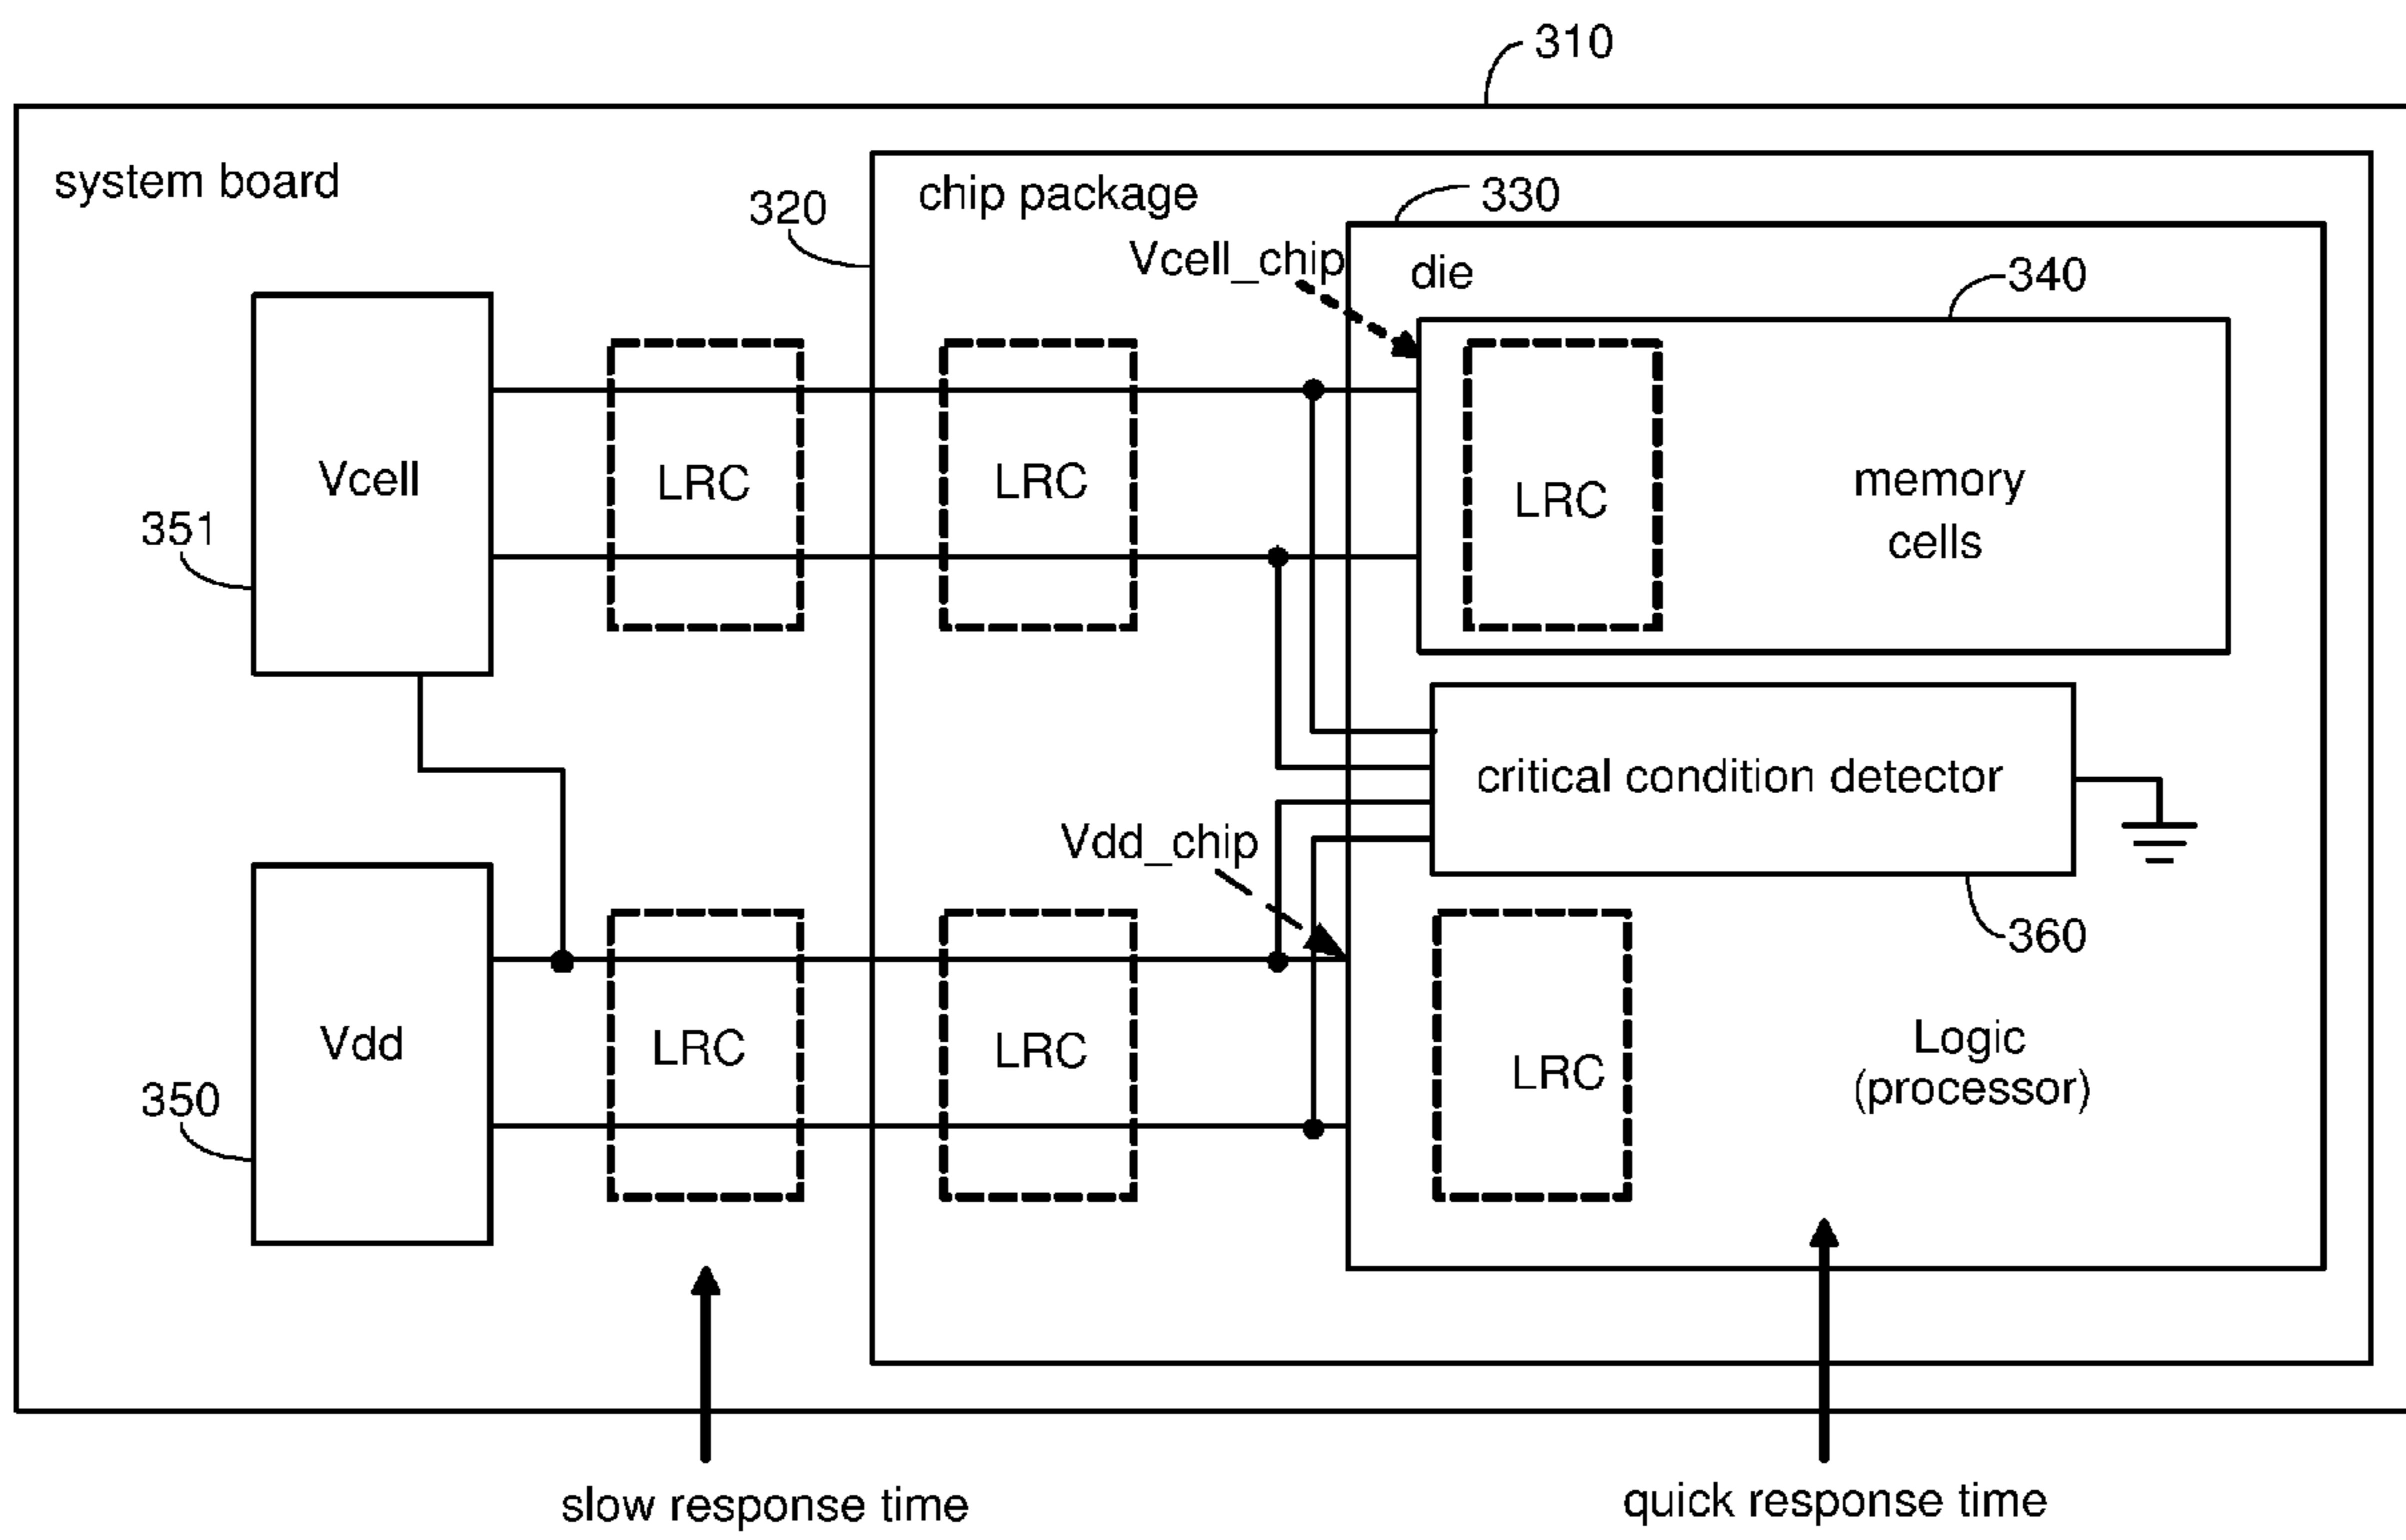 310
system board
chip package
320
330
Vcell_chip
die
340
Vcell
LRC
LRC
LRC
memory
cells
351
critical condition detector
Vdd_chip
360
Vdd
LRC
LRC
LRC
Logic
(processor)
350
slow response time
quick response time